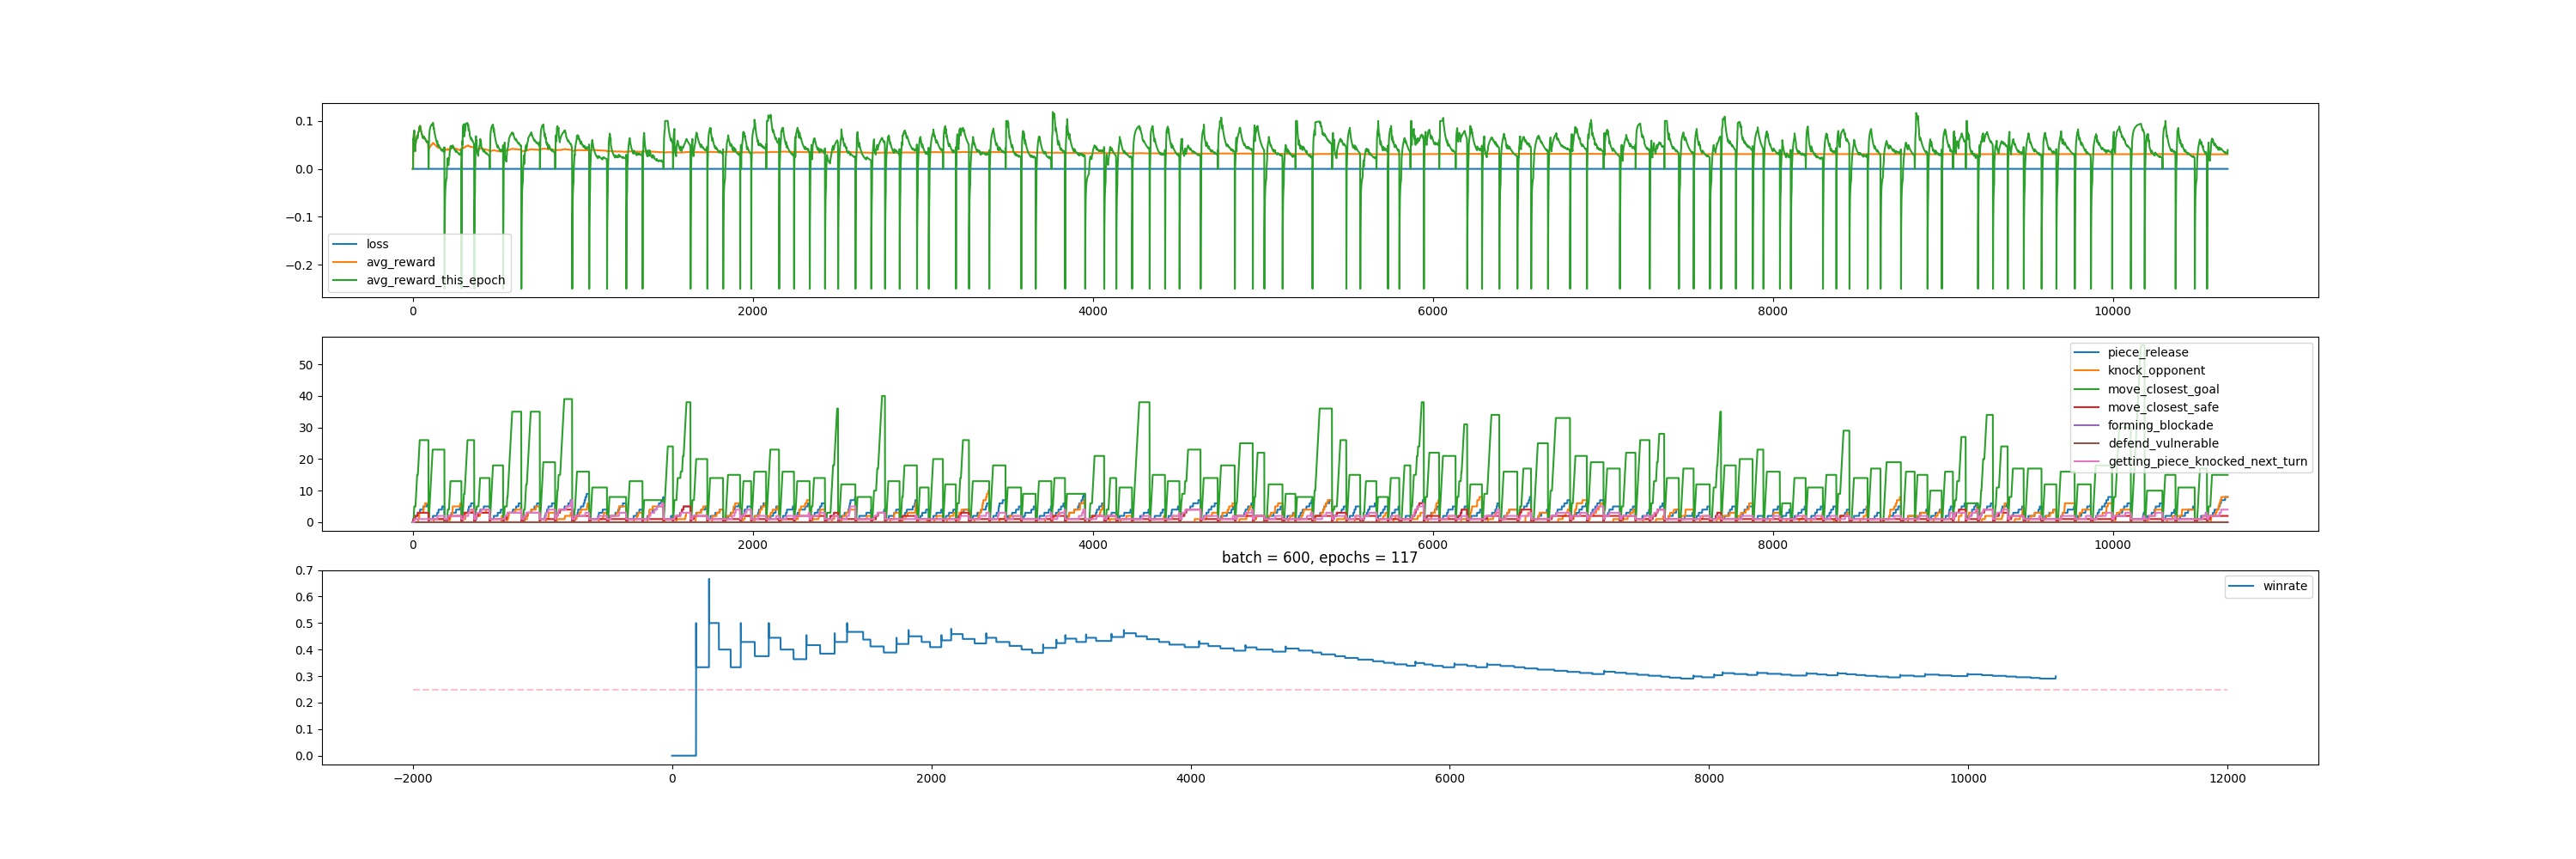 0.1
0.0
−0.1
−0.2
loss
avg_reward
avg_reward_this_epoch
0 2000 4000 6000 8000 10000
50
40
30
20
10
0
piece_release
knock_opponent
move_closest_goal
move_closest_safe
forming_blockade
defend_vulnerable
getting_piece_knocked_next_turn
0 2000 4000 6000 8000 10000
batch = 600, epochs = 117
0.7
0.6
0.5
0.4
0.3
0.2
0.1
0.0
winrate
−2000 0 2000 4000 6000 8000 10000 12000